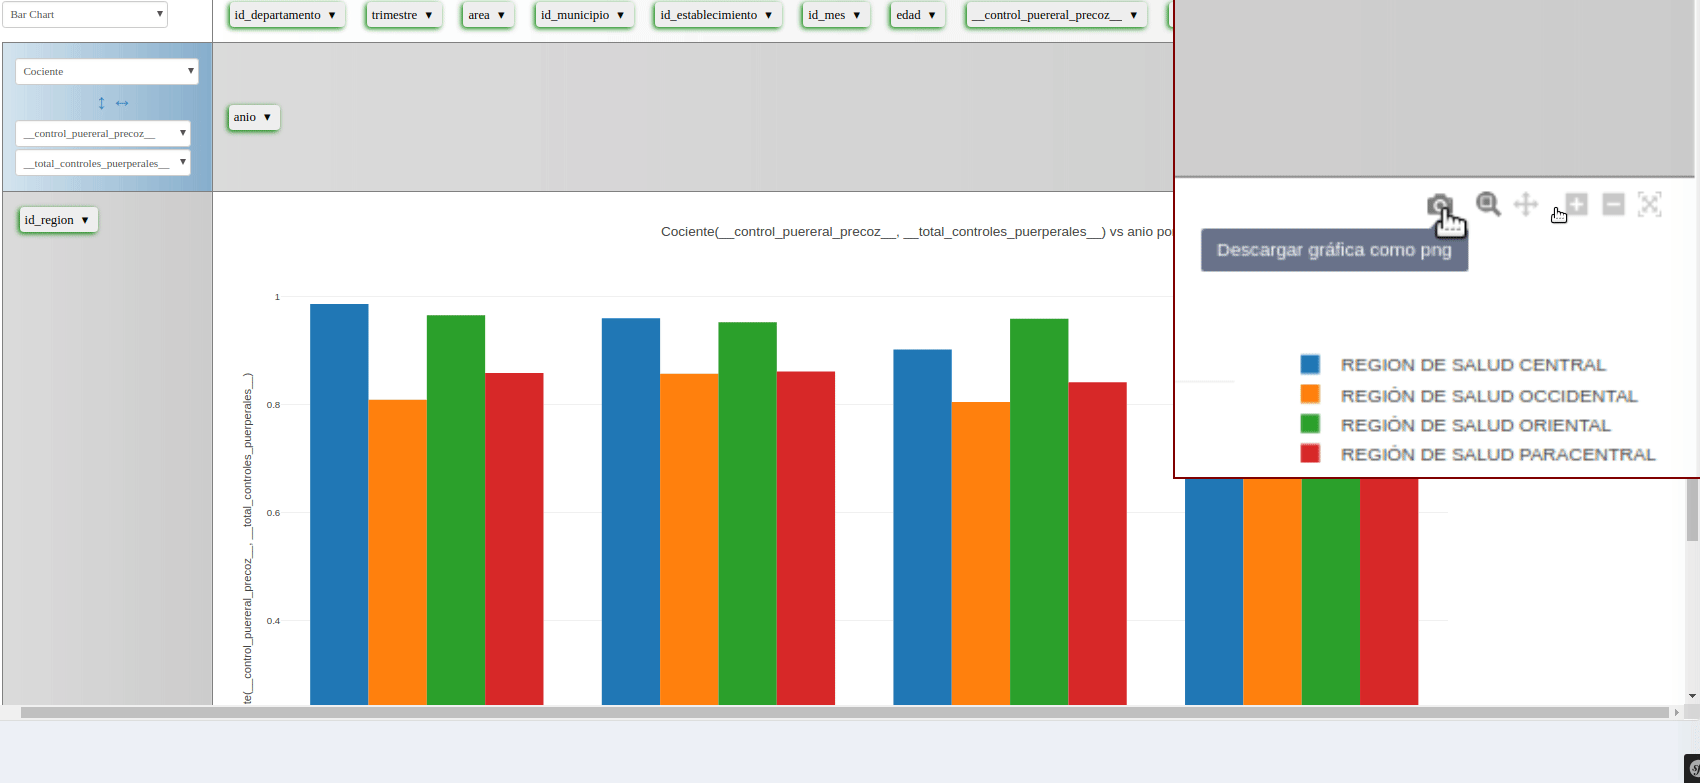 Bar Chart
id_departamento
trimestre
area
id_municipio
id_establecimiento
id_mes
edad
__control_puereral_precoz__
Cociente
__control_puereral_precoz__
__total_controles_puerperales__
anio
id_region
Descargar gráfica como png
Cociente(__control_puereral_precoz__, __total_controles_puerperales__) vs anio por
REGION DE SALUD CENTRAL
REGIÓN DE SALUD OCCIDENTAL
REGIÓN DE SALUD ORIENTAL
REGIÓN DE SALUD PARACENTRAL
1
0.8
0.6
0.4
te(__control_puereral_precoz__, __total_controles_puerperales__)